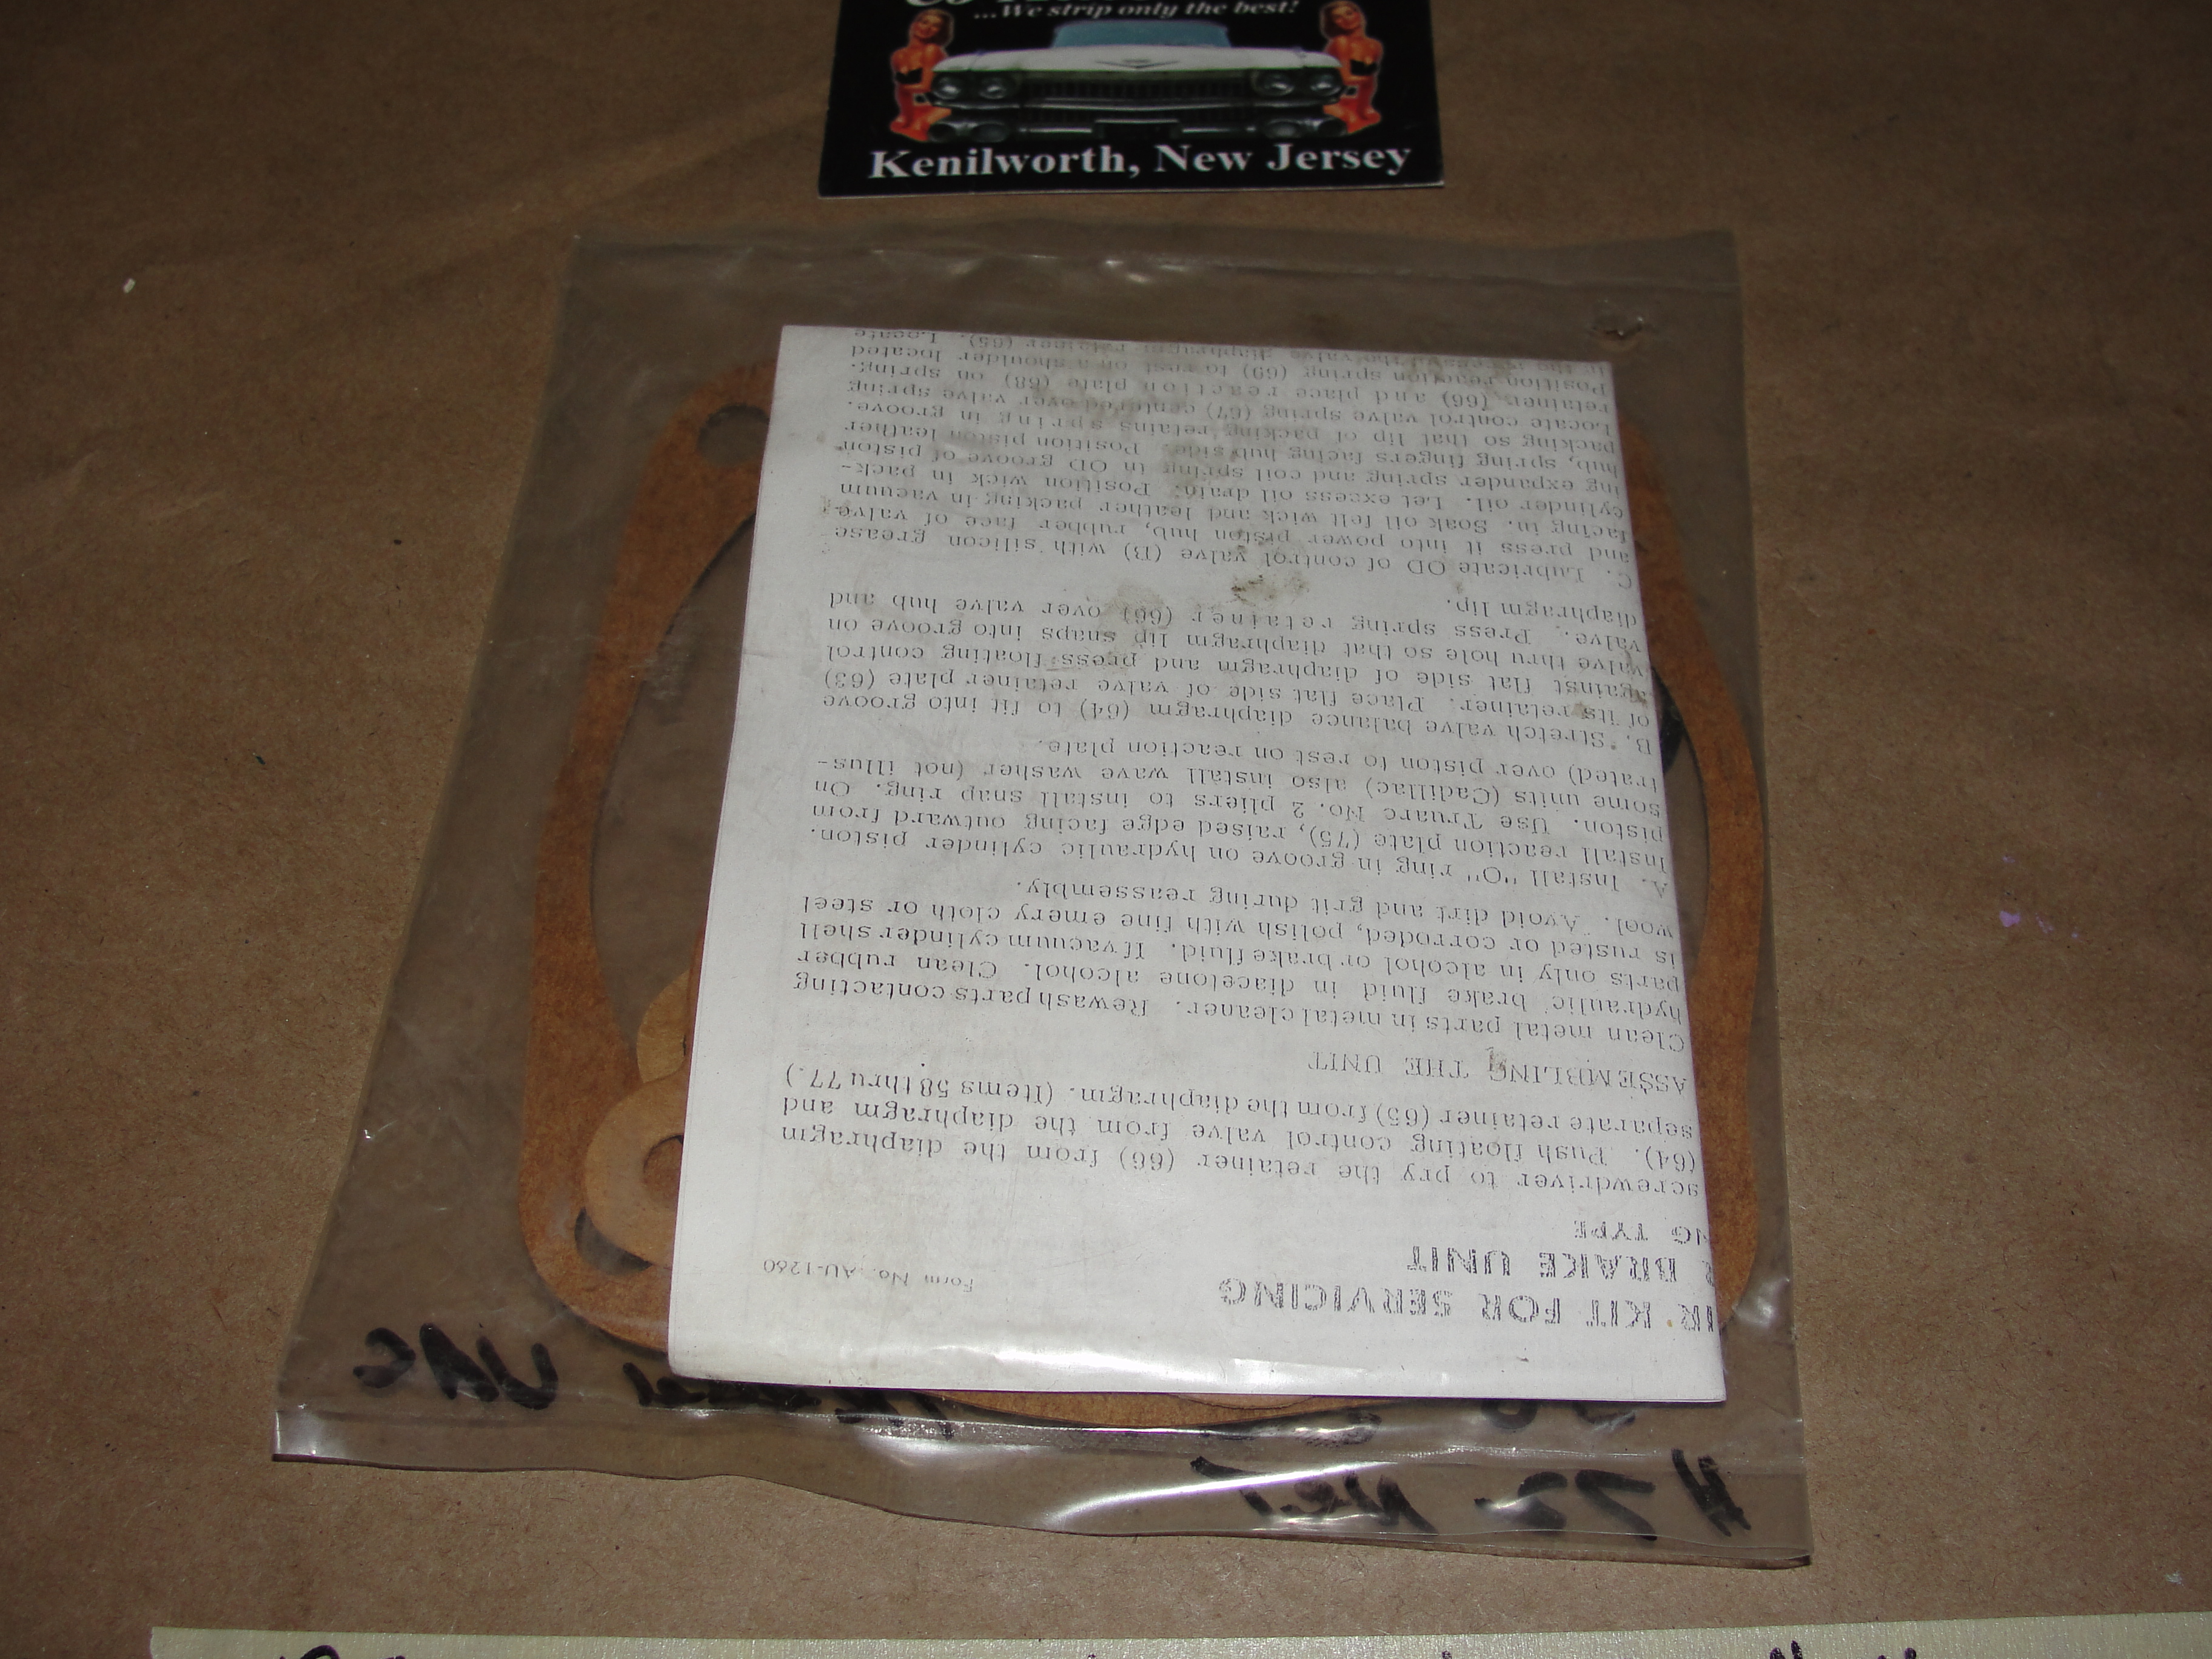 ...We strip only the best!
Kenilworth, New Jersey
IR KIT FOR SERVICING
BRAKE UNIT
NG TYPE
Form No. AU-1260
screwdriver to pry the retainer (66) from the diaphragm
(64). Push floating control valve from the diaphragm and
separate retainer (65) from the diaphragm. (Items 58 thru 77.)
ASSEMBLING THE UNIT
Clean metal parts in metal cleaner. Rewash parts contacting
hydraulic brake fluid in diacetone alcohol. Clean rubber
parts only in alcohol or brake fluid. If vacuum cylinder shell
is rusted or corroded, polish with fine emery cloth or steel
wool. Avoid dirt and grit during reassembly.
A. Install "O" ring in groove on hydraulic cylinder piston.
Install reaction plate (75), raised edge facing outward from
piston. Use Truarc No. 2 pliers to install snap ring. On
some units (Cadillac) also install wave washer (not illus-
trated) over piston to rest on reaction plate.
B. Stretch valve balance diaphragm (64) to fit into groove
of its retainer. Place flat side of valve retainer plate (63)
against flat side of diaphragm and press floating control
valve thru hole so that diaphragm lip snaps into groove on
valve. Press spring retainer (66) over valve hub and
diaphragm lip.
C. Lubricate OD of control valve (B) with silicon grease
and press it into power piston hub, rubber face of valve
facing in. Soak oil felt wick and leather packing in vacuum
cylinder oil. Let excess oil drain. Position wick in pack-
ing expander spring and coil spring in OD groove of piston
hub, spring fingers facing hub side. Position piston leather
packing so that lip of packing retains spring in groove.
Locate control valve spring (67) centered over valve spring
retainer (66) and place reaction plate (68) on spring.
Position reaction spring (69) to rest on a shoulder located
in the the valve diaphragm retainer (65). Locate